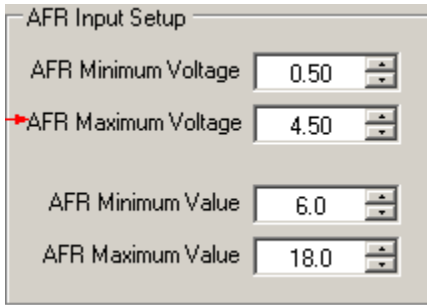 AFR Input Setup
AFR Minimum Voltage 0.50
AFR Maximum Voltage 4.50
AFR Minimum Value 6.0
AFR Maximum Value 18.0